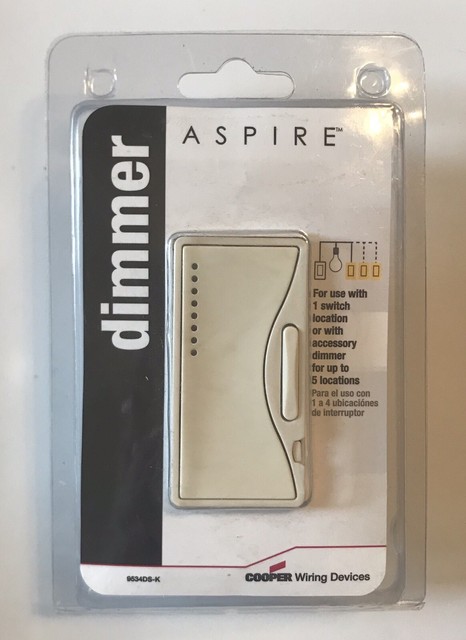 dimmer
ASPIRE™
For use with
1 switch
location
or with
accessory
dimmer
for up to
5 locations
Para el uso con
1 a 4 ubicaciónes
de interruptor
9534DS-K
COOPER Wiring Devices